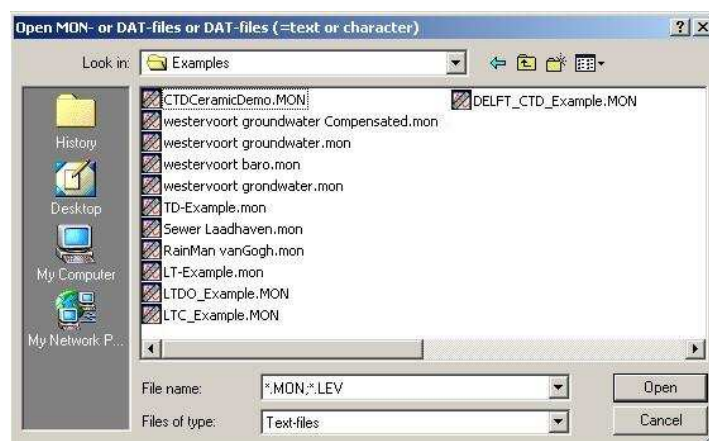 Open MON- or DAT-files or DAT-files (=text or character)
Look in:
Examples
History
Desktop
My Computer
My Network P...
CTDCeramicDemo.MON
westervoort groundwater Compensated.mon
westervoort groundwater.mon
westervoort baro.mon
westervoort grondwater.mon
TD-Example.mon
Sewer Laadhaven.mon
RainMan vanGogh.mon
LT-Example.mon
LTDO_Example.MON
LTC_Example.MON
DELFT_CTD_Example.MON
File name:
*.MON;*.LEV
Open
Files of type:
Text-files
Cancel